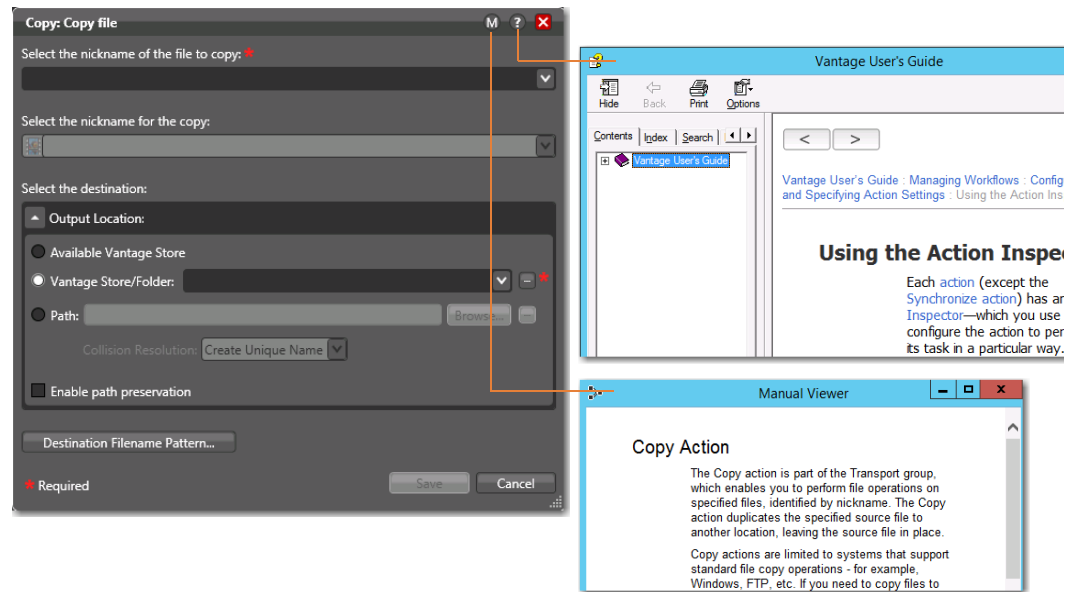 Copy: Copy file
M
?
Select the nickname of the file to copy:*
Select the nickname for the copy:
Select the destination:
Output Location:
Available Vantage Store
Vantage Store/Folder:
*
Path:
Browse...
Collision Resolution: Create Unique Name
Enable path preservation
Destination Filename Pattern...
* Required
Save
Cancel
Vantage User's Guide
Hide
Back
Print
Options
Contents
Index
Search
Vantage User's Guide
< >
Vantage User's Guide : Managing Workflows : Config
and Specifying Action Settings : Using the Action Ins
Using the Action Inspe
Each action (except the
Synchronize action) has an
Inspector—which you use
configure the action to per
its task in a particular way.
Manual Viewer
Copy Action
The Copy action is part of the Transport group,
which enables you to perform file operations on
specified files, identified by nickname. The Copy
action duplicates the specified source file to
another location, leaving the source file in place.
Copy actions are limited to systems that support
standard file copy operations - for example,
Windows, FTP, etc. If you need to copy files to